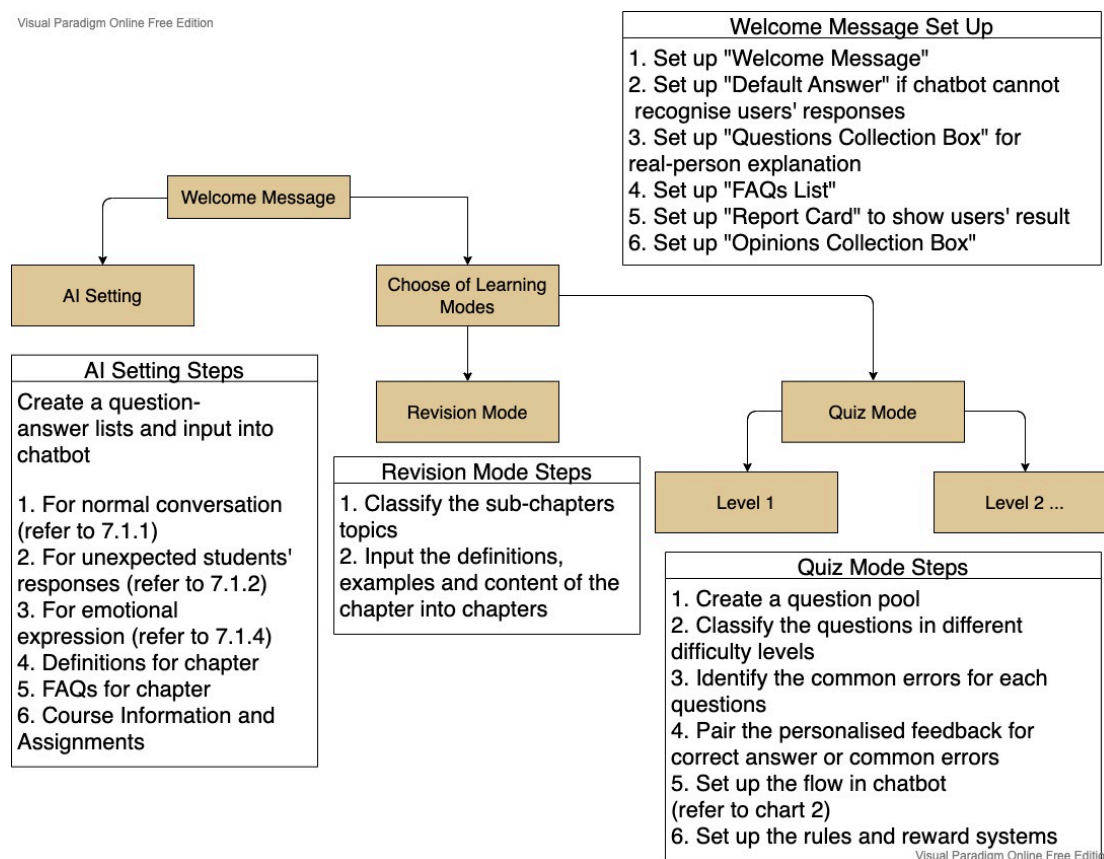 Visual Paradigm Online Free Edition
Welcome Message Set Up
1. Set up "Welcome Message"
2. Set up "Default Answer" if chatbot cannot
recognise users' responses
3. Set up "Questions Collection Box" for
real-person explanation
4. Set up "FAQs List"
5. Set up "Report Card" to show users' result
6. Set up "Opinions Collection Box"
Welcome Message
AI Setting
Choose of Learning
Modes
Revision Mode
Quiz Mode
Level 1
Level 2 ...
AI Setting Steps
Create a question-
answer lists and input into
chatbot
1. For normal conversation
(refer to 7.1.1)
2. For unexpected students'
responses (refer to 7.1.2)
3. For emotional
expression (refer to 7.1.4)
4. Definitions for chapter
5. FAQs for chapter
6. Course Information and
Assignments
Revision Mode Steps
1. Classify the sub-chapters
topics
2. Input the definitions,
examples and content of the
chapter into chapters
Quiz Mode Steps
1. Create a question pool
2. Classify the questions in different
difficulty levels
3. Identify the common errors for each
questions
4. Pair the personalised feedback for
correct answer or common errors
5. Set up the flow in chatbot
(refer to chart 2)
6. Set up the rules and reward systems
Visual Paradigm Online Free Edition